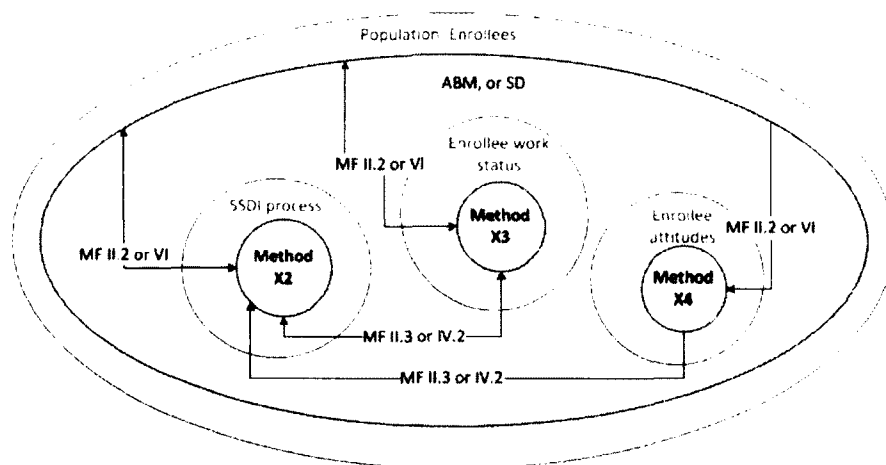 Population Enrollees
ABM, or SD
Enrollee work
status
MF II.2 or VI
SSDI process
Method
X3
Enrollee
attitudes
MF II.2 or VI
MF II.2 or VI
Method
X2
Method
X4
MF II.3 or IV.2
MF II.3 or IV.2